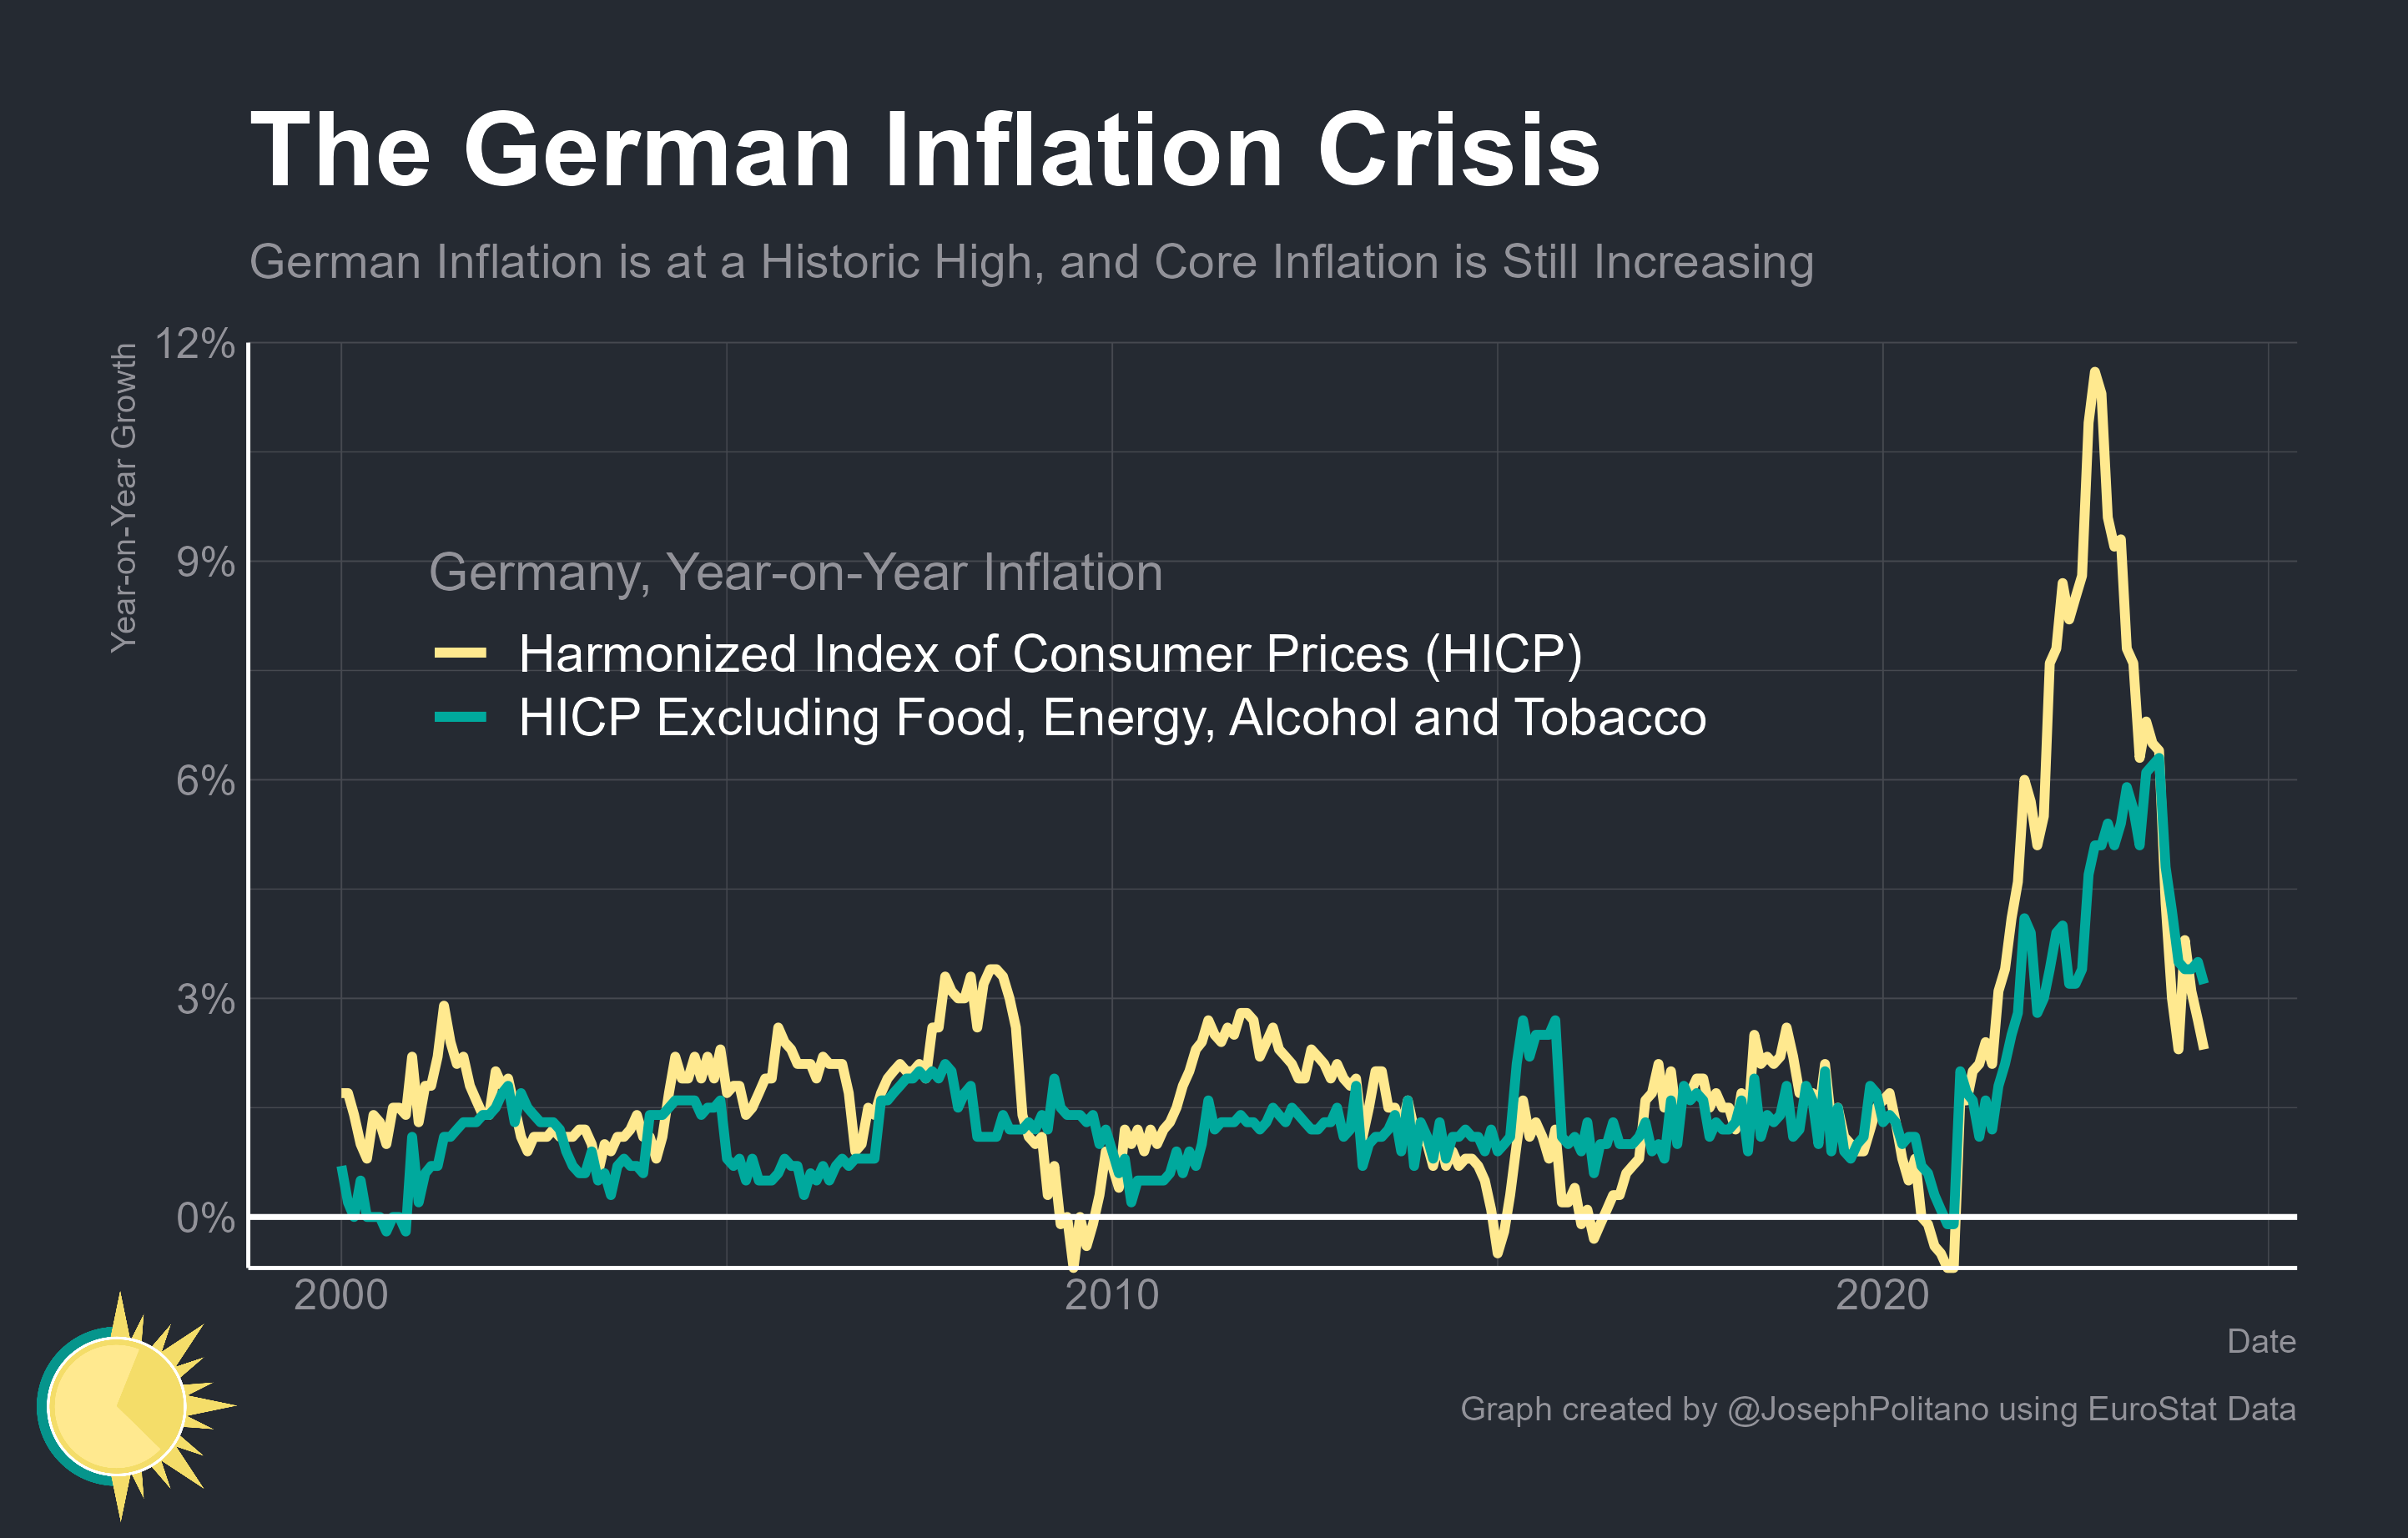 The German Inflation Crisis
German Inflation is at a Historic High, and Core Inflation is Still Increasing
Year-on-Year Growth
12%
9%
6%
3%
0%
Germany, Year-on-Year Inflation
Harmonized Index of Consumer Prices (HICP)
HICP Excluding Food, Energy, Alcohol and Tobacco
2000
2010
2020
Date
Graph created by @JosephPolitano using EuroStat Data